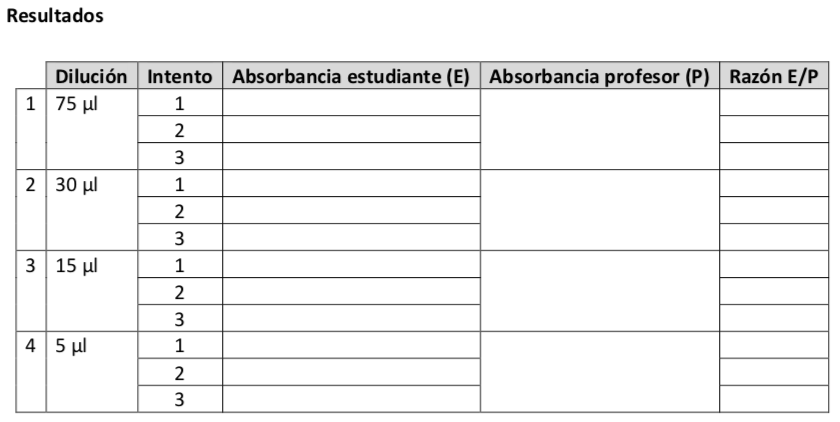 Resultados
Dilución Intento Absorbancia estudiante (E) Absorbancia profesor (P) Razón E/P
1 75 µl 1
2
3
2 30 µl 1
2
3
3 15 µl 1
2
3
4 5 µl 1
2
3